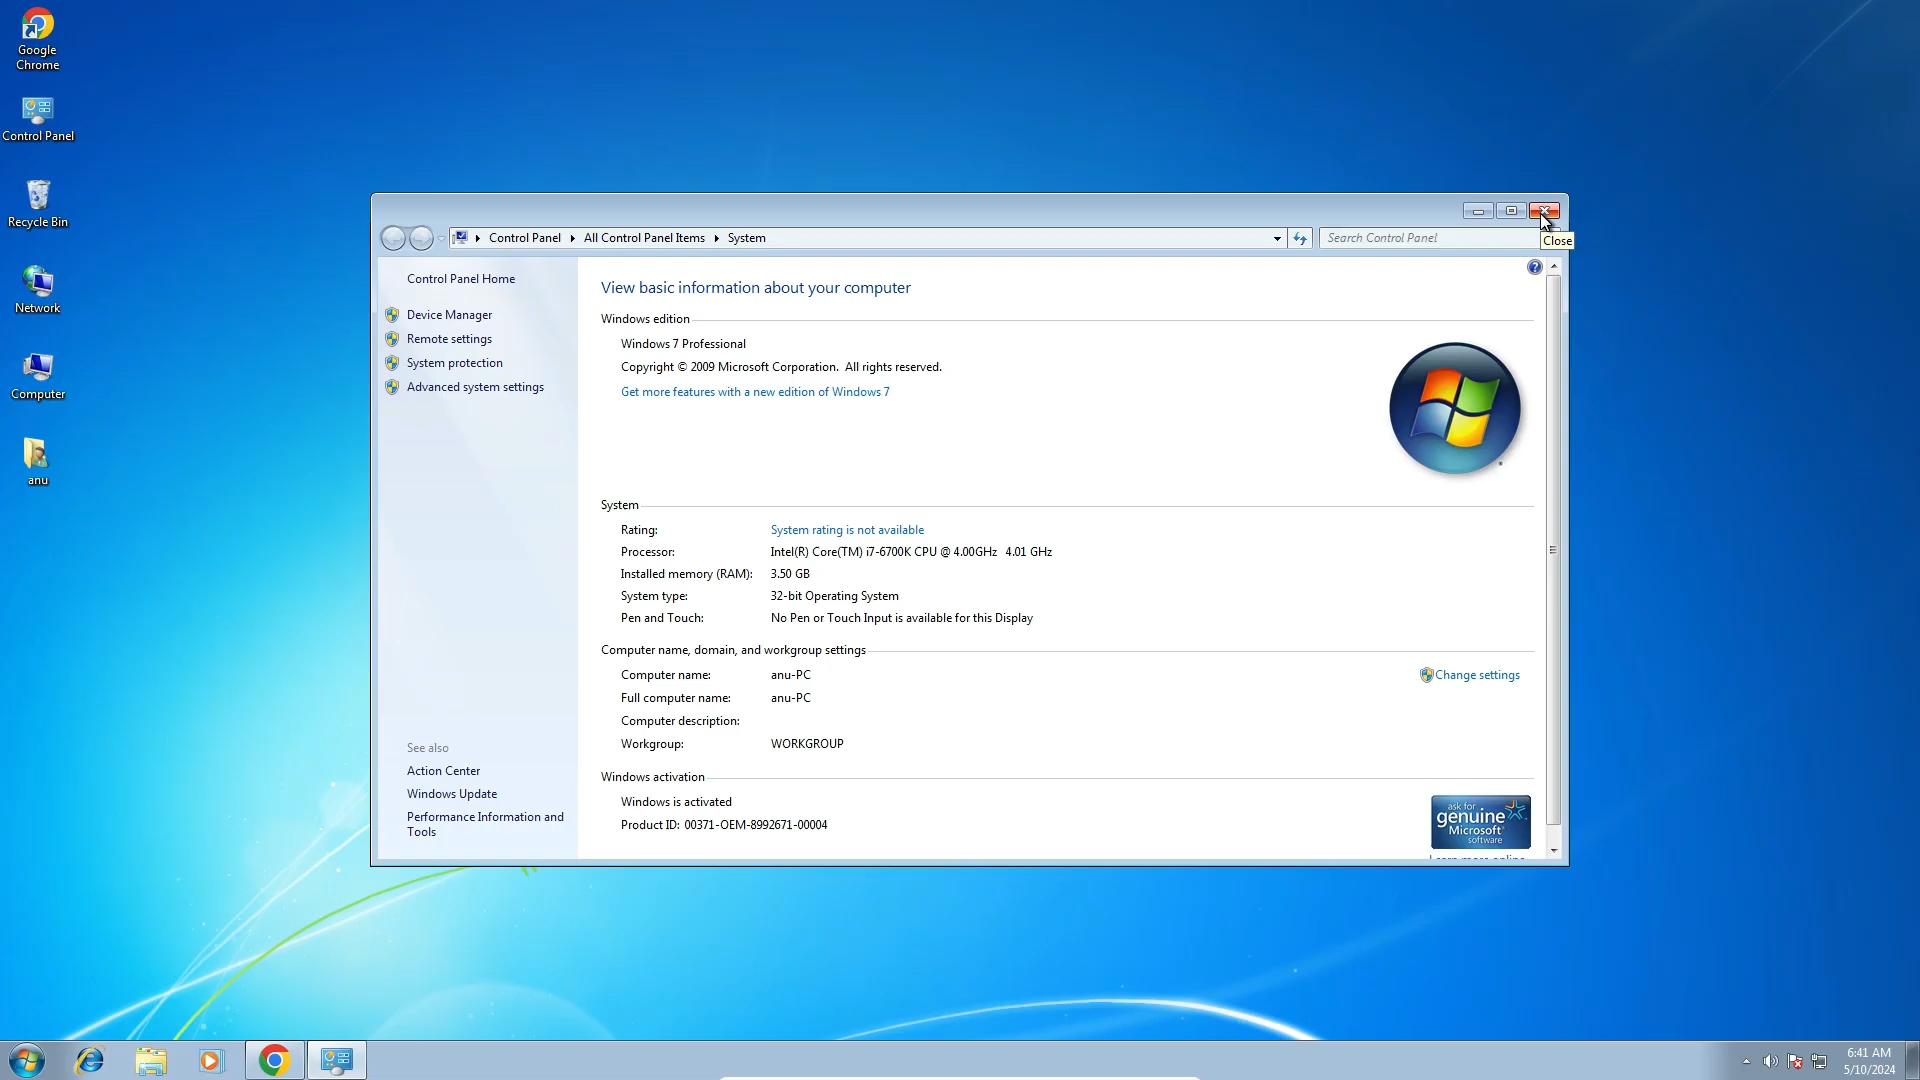 Google
Chrome
Control Panel
Recycle Bin
Network
Computer
anu
Control Panel
All Control Panel Items
System
Search Control Panel
Close
Control Panel Home
Device Manager
Remote settings
System protection
Advanced system settings
See also
Action Center
Windows Update
Performance Information and
Tools
View basic information about your computer
Windows edition
Windows 7 Professional
Copyright © 2009 Microsoft Corporation.  All rights reserved.
Get more features with a new edition of Windows 7
System
Rating: System rating is not available
Processor: Intel(R) Core(TM) i7-6700K CPU @ 4.00GHz   4.01 GHz
Installed memory (RAM): 3.50 GB
System type: 32-bit Operating System
Pen and Touch: No Pen or Touch Input is available for this Display
Computer name, domain, and workgroup settings
Computer name: anu-PC
Change settings
Full computer name: anu-PC
Computer description:
Workgroup: WORKGROUP
Windows activation
Windows is activated
Product ID: 00371-OEM-8992671-00004
ask for
genuine
Microsoft
software
6:41 AM
5/10/2024